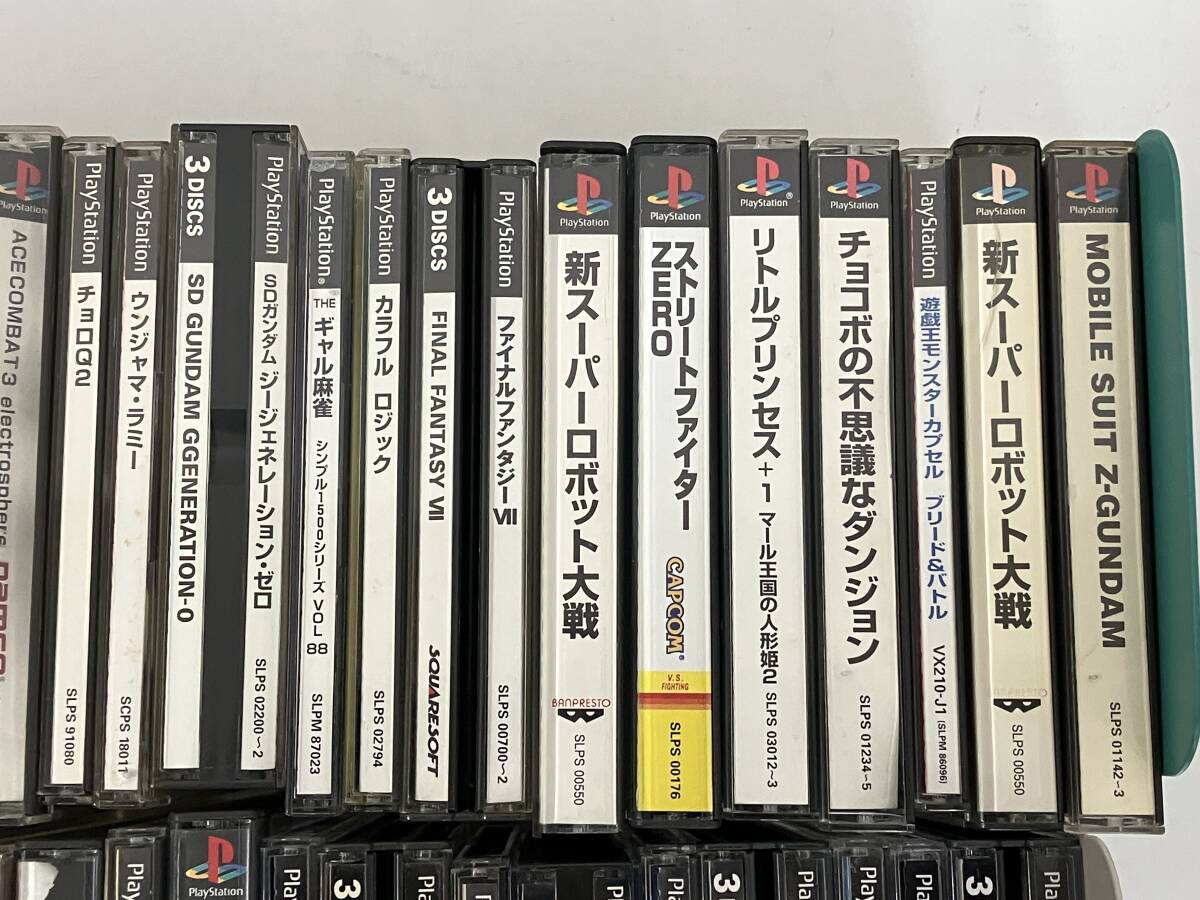 PlayStation
ACECOMBAT3 electrosphere
PlayStation
チョロQ2
SLPS 91080
PlayStation
ウンジャマ・ラミー
SCPS 18011
3 DISCS
SD GUNDAM GGENERATION-0
PlayStation
SDガンダム ジージェネレーション・ゼロ
SLPS 02200~2
PlayStation®
THE ギャル麻雀 シンプル1500シリーズ VOL 88
SLPM 87023
PlayStation
カラフル ロジック
SLPS 02794
3 DISCS
FINAL FANTASY VII
SQUARESOFT
PlayStation
ファイナルファンタジーVII
SLPS 00700~2
PlayStation
新スーパーロボット大戦
BANPRESTO
SLPS 00550
PlayStation
ストリートファイター
ZERO
CAPCOM®
V.S.
FIGHTING
SLPS 00176
PlayStation®
リトルプリンセス+1 マール王国の人形姫2
SLPS 03012~3
PlayStation
チョコボの不思議なダンジョン
SLPS 01234~5
PlayStation
遊戯王モンスターカプセル ブリード&バトル
VX210-J1 (SLPM 86096)
PlayStation
新スーパーロボット大戦
BANPRESTO
SLPS 00550
PlayStation
MOBILE SUIT Z-GUNDAM
SLPS 01142~3
PlayStation
3
3
3